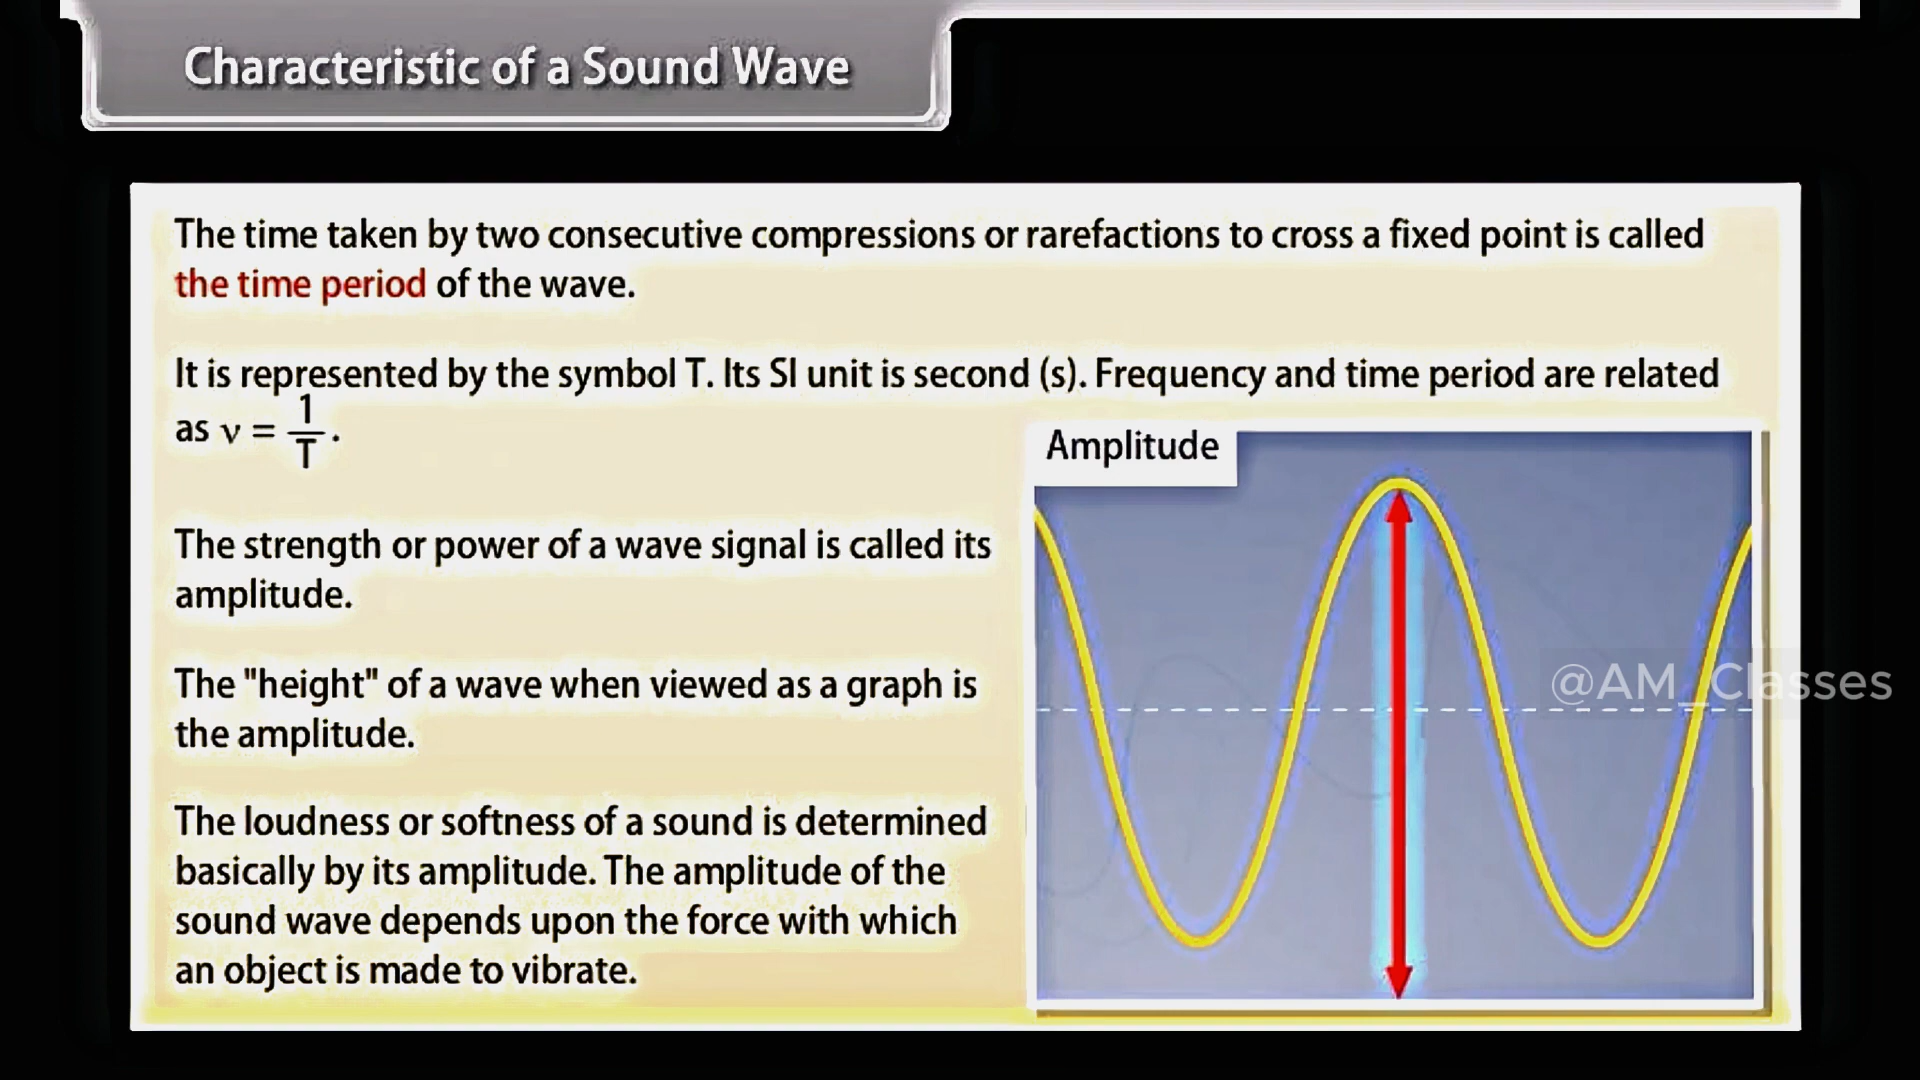 Characteristic of a Sound Wave
The time taken by two consecutive compressions or rarefactions to cross a fixed point is called
the time period of the wave.
It is represented by the symbol T. Its SI unit is second (s). Frequency and time period are related
as ν = 1/T.
Amplitude
The strength or power of a wave signal is called its
amplitude.
The "height" of a wave when viewed as a graph is
the amplitude.
@AM_Classes
The loudness or softness of a sound is determined
basically by its amplitude. The amplitude of the
sound wave depends upon the force with which
an object is made to vibrate.